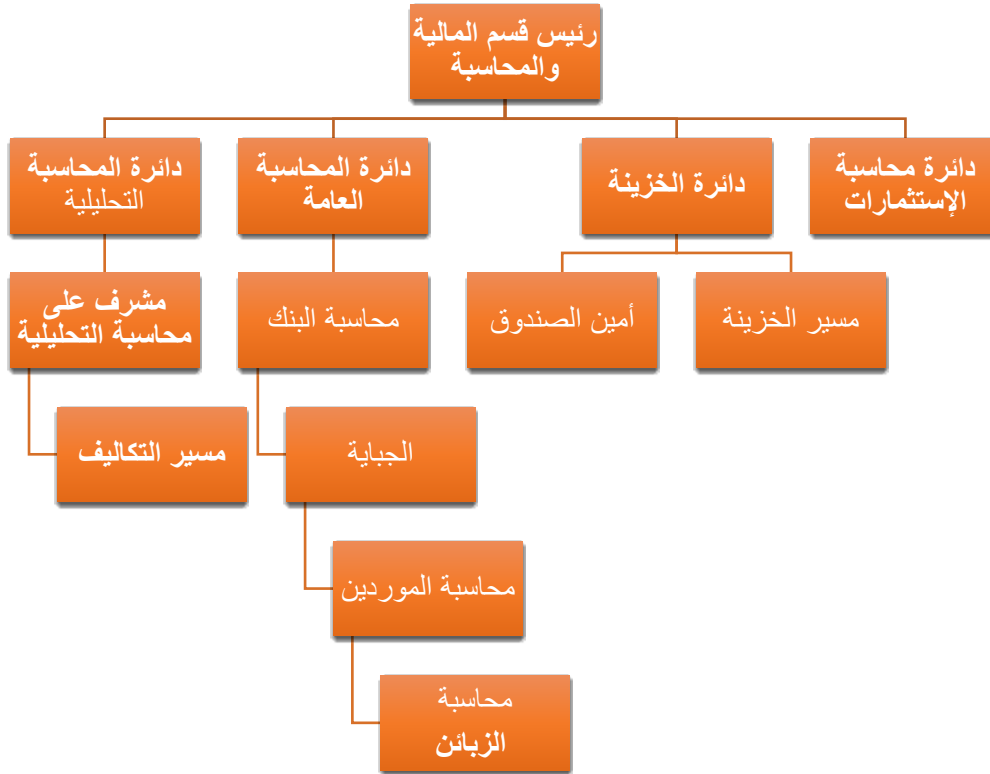 رئيس قسم المالية
والمحاسبة
دائرة محاسبة
الإستثمارات
دائرة الخزينة
دائرة المحاسبة
العامة
دائرة المحاسبة
التحليلية
مسير الخزينة
أمين الصندوق
محاسبة البنك
مشرف على
محاسبة التحليلية
الجباية
مسير التكاليف
محاسبة الموردين
محاسبة
الزبائن